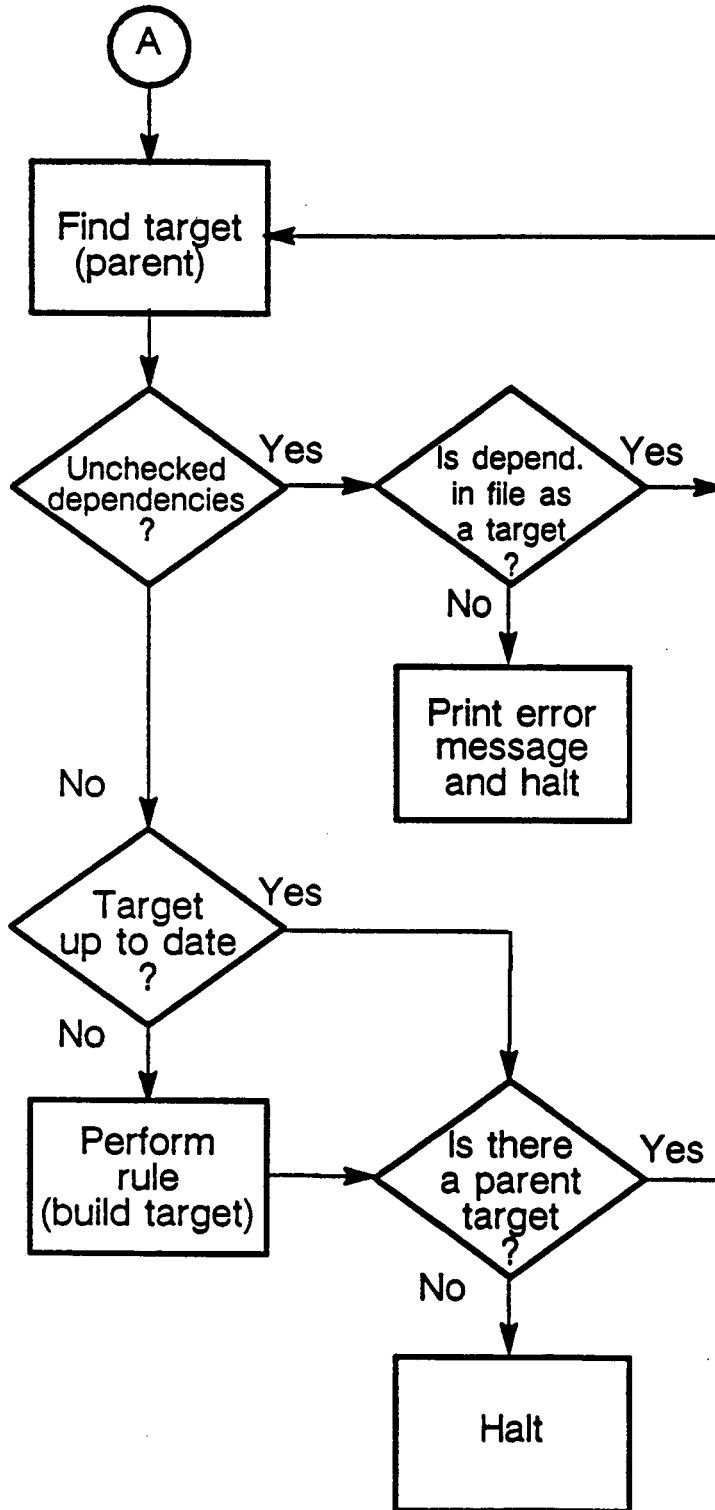 A
Find target
(parent)
Unchecked
dependencies
?
Yes
Is depend.
in file as
a target
?
Yes
No
Print error
message
and halt
No
Target
up to date
?
Yes
No
Perform
rule
(build target)
Is there
a parent
target
?
Yes
No
Halt